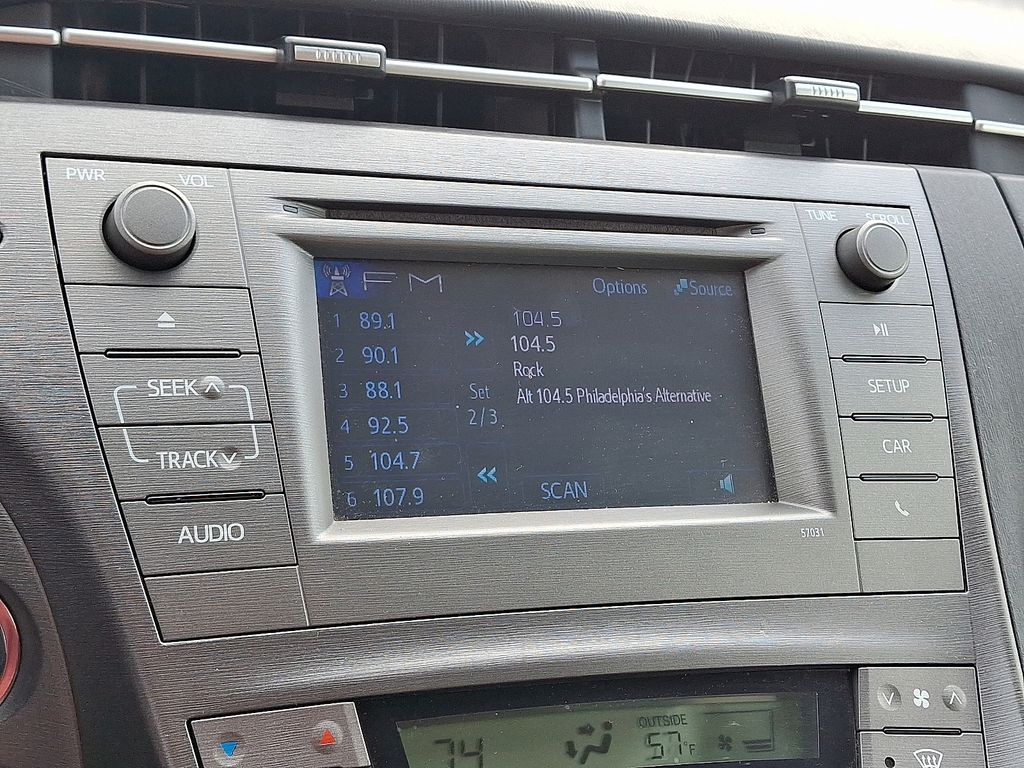 PWR VOL
TUNE SCROLL
FM
Options Source
1 89.1
2 90.1
3 88.1
4 92.5
5 104.7
6 107.9
Set
2/3
104.5
104.5
Rock
Alt 104.5 Philadelphia's Alternative
SCAN
SEEK
TRACK
AUDIO
SETUP
CAR
57031
74
OUTSIDE
57°F